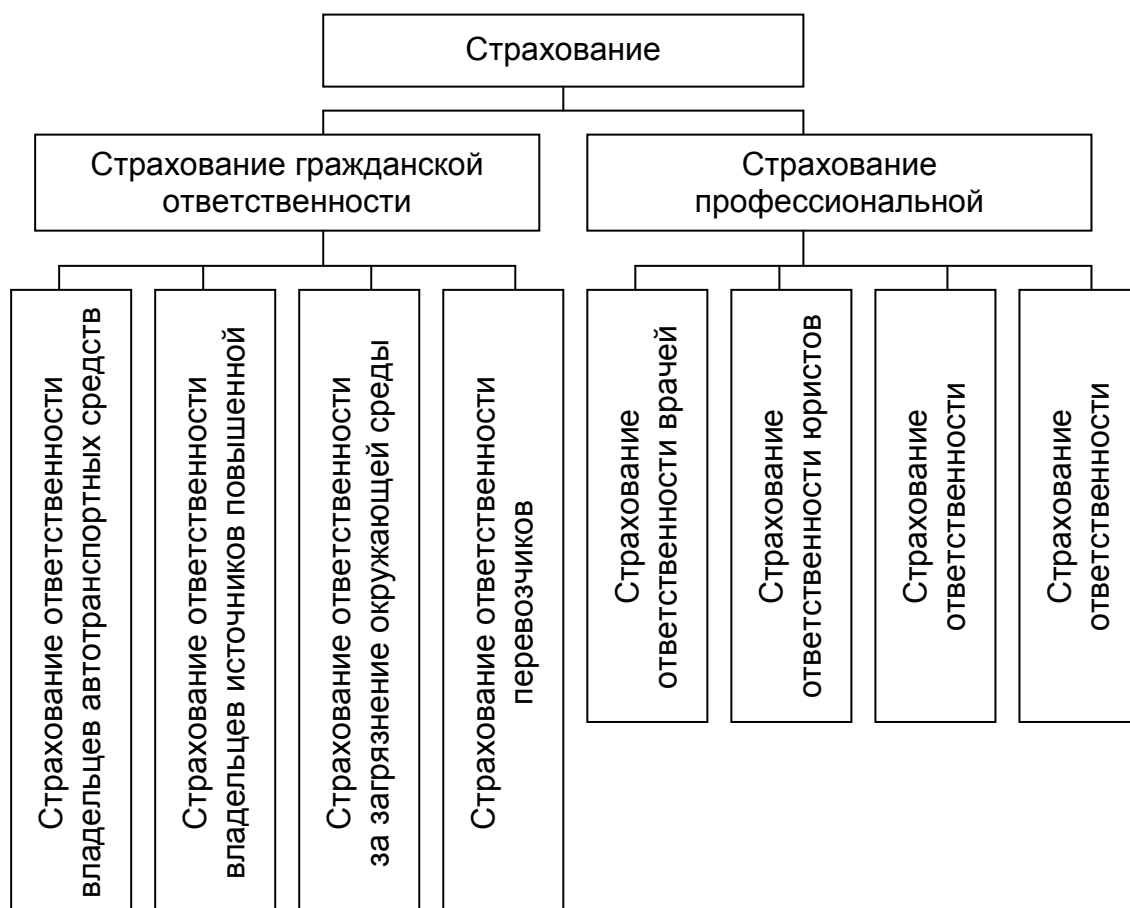 Страхование
Страхование гражданской
ответственности
Страхование
профессиональной
Страхование ответственности
владельцев автотранспортных средств
Страхование ответственности
владельцев источников повышенной
Страхование ответственности
за загрязнение окружающей среды
Страхование ответственности
перевозчиков
Страхование
ответственности врачей
Страхование
ответственности юристов
Страхование
ответственности
Страхование
ответственности